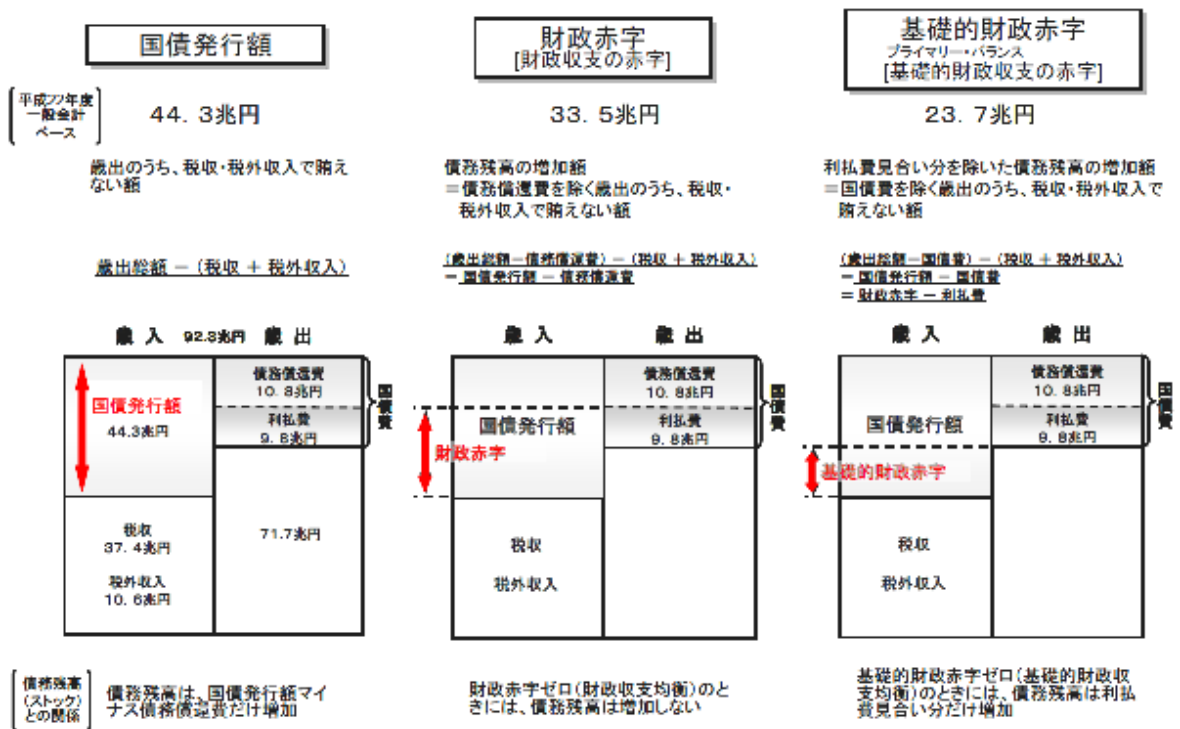 国債発行額
財政赤字
[財政収支の赤字]
基礎的財政赤字
プライマリー・バランス
[基礎的財政収支の赤字]
平成22年度
一般会計
ベース
44. 3兆円
33. 5兆円
23. 7兆円
歳出のうち、税収・税外収入で賄え
ない額
債務残高の増加額
＝債務償還費を除く歳出のうち、税収・
税外収入で賄えない額
利払費見合い分を除いた債務残高の増加額
＝国債費を除く歳出のうち、税収・税外収入で
賄えない額
歳出総額 － (税収 ＋ 税外収入)
(歳出総額－債務償還費) － (税収 ＋ 税外収入)
＝ 国債発行額 － 債務償還費
(歳出総額－国債費) － (税収 ＋ 税外収入)
＝ 国債発行額 － 国債費
＝ 財政赤字 － 利払費
歳 入 92.3兆円 歳 出
国債発行額
44.3兆円
債務償還費
10. 8兆円
利払費
9. 8兆円
国債費
税収
37. 4兆円
税外収入
10. 6兆円
71.7兆円
歳 入 歳 出
国債発行額
財政赤字
債務償還費
10. 8兆円
利払費
9. 8兆円
国債費
税収
税外収入
歳 入 歳 出
国債発行額
基礎的財政赤字
債務償還費
10. 8兆円
利払費
9. 8兆円
国債費
税収
税外収入
債務残高
(ストック)
との関係
債務残高は、国債発行額マイ
ナス債務償還費だけ増加
財政赤字ゼロ(財政収支均衡)のと
きには、債務残高は増加しない
基礎的財政赤字ゼロ(基礎的財政収
支均衡)のときには、債務残高は利払
費見合い分だけ増加